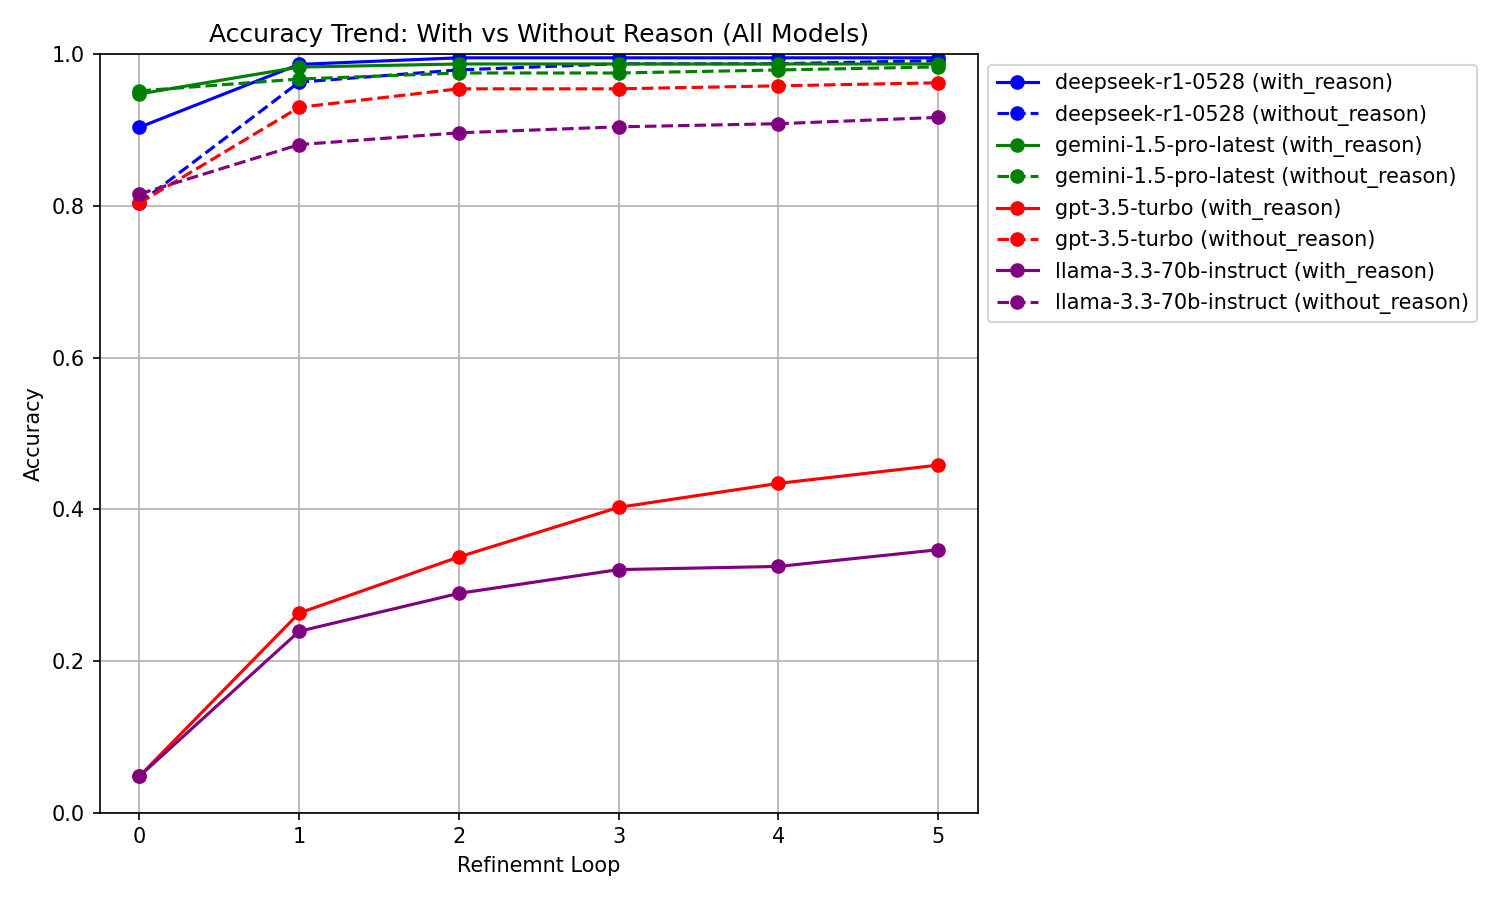 Accuracy Trend: With vs Without Reason (All Models)
1.0
0.8
0.6
0.4
0.2
0.0
Accuracy
0 1 2 3 4 5
Refinemnt Loop
deepseek-r1-0528 (with_reason)
deepseek-r1-0528 (without_reason)
gemini-1.5-pro-latest (with_reason)
gemini-1.5-pro-latest (without_reason)
gpt-3.5-turbo (with_reason)
gpt-3.5-turbo (without_reason)
llama-3.3-70b-instruct (with_reason)
llama-3.3-70b-instruct (without_reason)